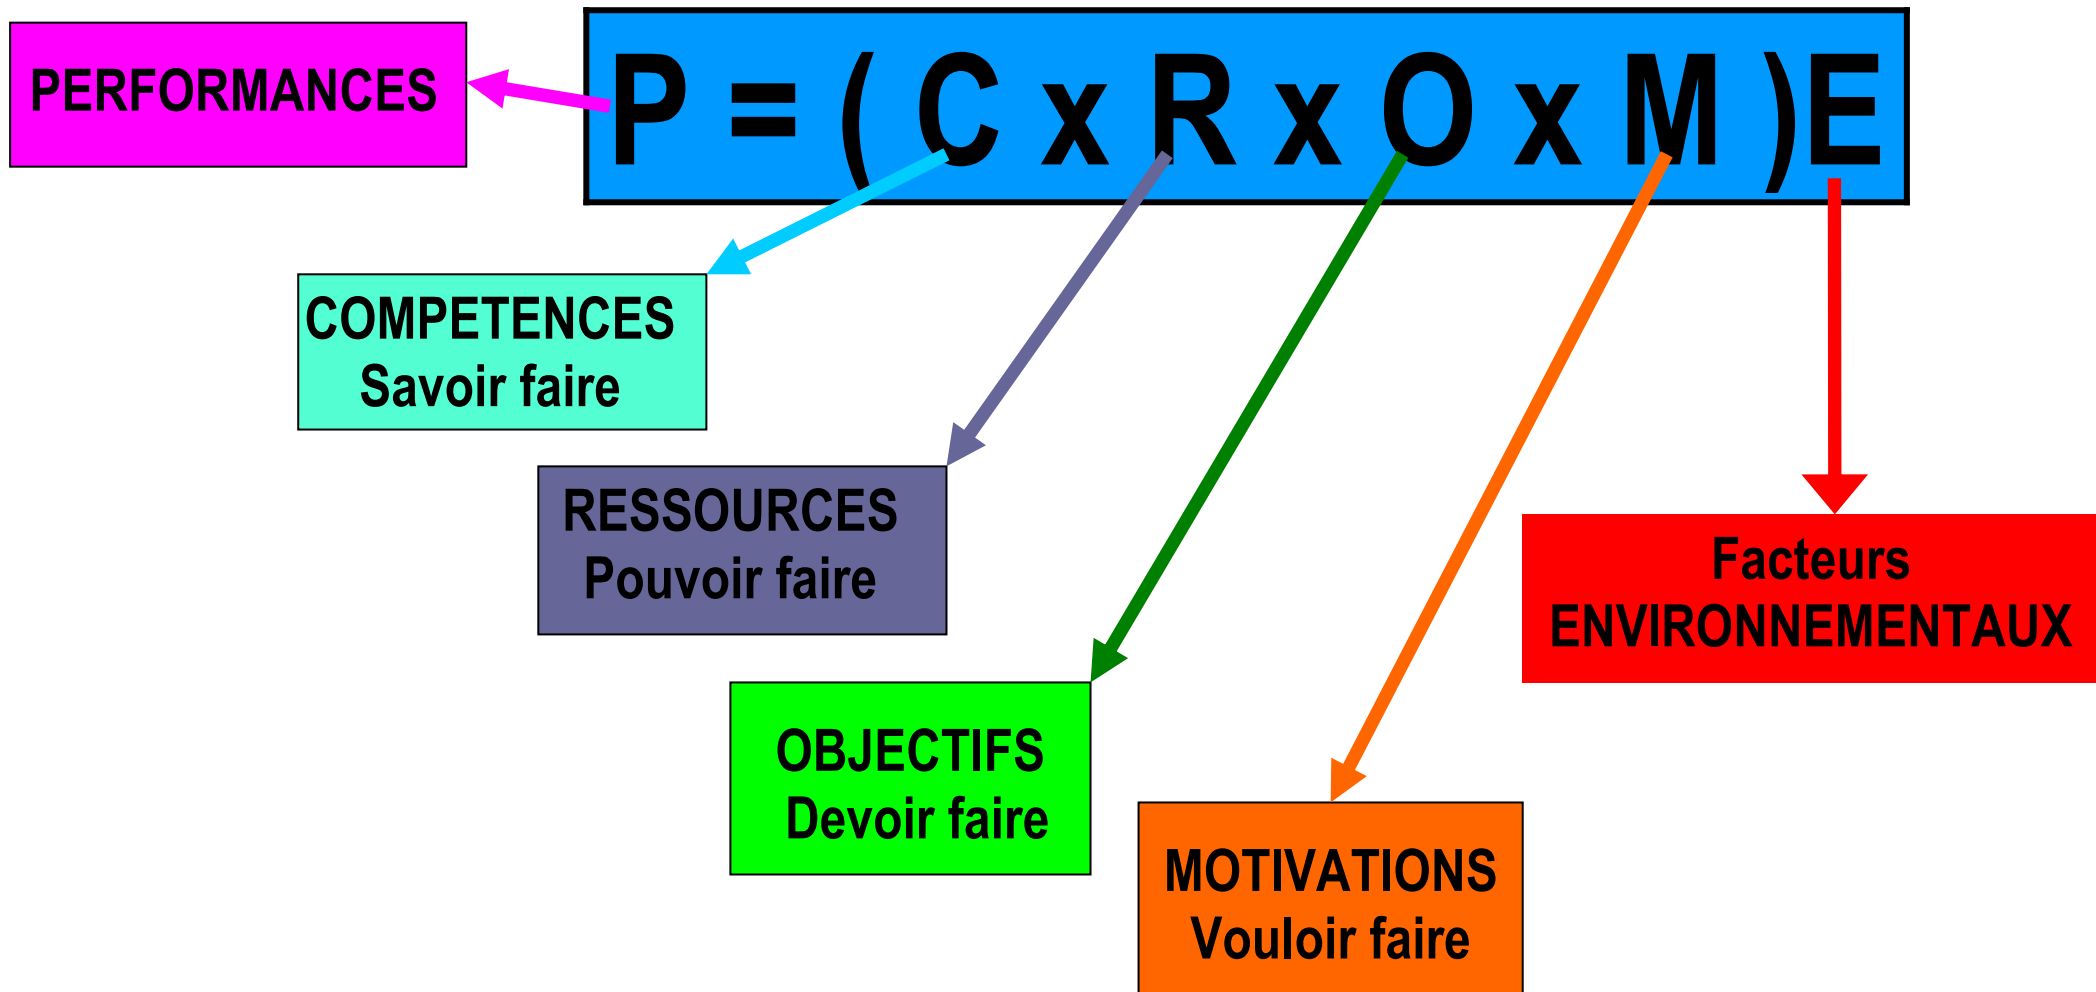 P = ( C x R x O x M )E
PERFORMANCES
COMPETENCES
Savoir faire
RESSOURCES
Pouvoir faire
Facteurs
ENVIRONNEMENTAUX
OBJECTIFS
Devoir faire
MOTIVATIONS
Vouloir faire